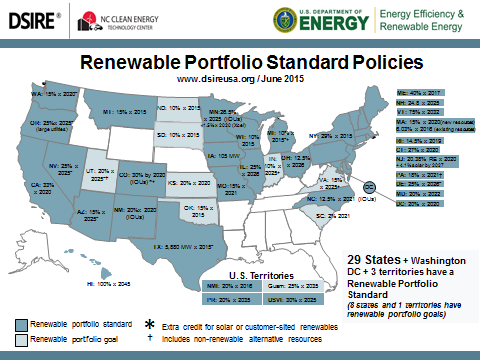 DSIRE®
NC CLEAN ENERGY
TECHNOLOGY CENTER
U.S. DEPARTMENT OF
ENERGY
Energy Efficiency &
Renewable Energy
Renewable Portfolio Standard Policies
www.dsireusa.org / June 2015
WA: 15% x 2020*
OR: 25% x 2025*
(large utilities)
MT: 15% x 2015
ND: 10% x 2015
SD: 10% x 2015
MN: 26.5%
x 2025 (IOUs)
WI: 10%
2015
MI: 10% x
2015*†
NY: 29% x 2015
NV: 25% x
2025*
UT: 20% x
2025*†
CO: 30% by 2020
(IOUs)*†
IA: 105 MW
IL: 25%
x 2026
IN:
10% x
2025†
OH: 12.5%
x 2026
CA: 33%
x 2020
KS: 20% x 2020
MO: 15% x
2021
VA: 15%
x 2025*
DC
AZ: 15% x
2025*
NM: 20% x 2020
(IOUs)
OK: 15% x
2015
NC: 12.5% x 2021 (IOUs)
SC: 2% 2021
TX: 5,880 MW x 2015*
HI: 100% x 2045
ME: 40% x 2017
NH: 24.8 x 2025
VT: 75% x 2032
MA: 15% x 2020 (new resources)
6.03% x 2016 (existing resources)
RI: 14.5% x 2019
CT: 27% x 2020
NJ: 20.38% RE x 2020
+ 4.1% solar by 2027
PA: 18% x 2021†
DE: 25% x 2026*
MD: 20% x 2022
DC: 20% x 2020
U.S. Territories
NMI: 20% x 2016
Guam: 25% x 2035
PR: 20% x 2035
USVI: 30% x 2025
29 States + Washington
DC + 3 territories have a
Renewable Portfolio
Standard
(8 states and 1 territories have
renewable portfolio goals)
Renewable portfolio standard
* Extra credit for solar or customer-sited renewables
Renewable portfolio goal
† Includes non-renewable alternative resources